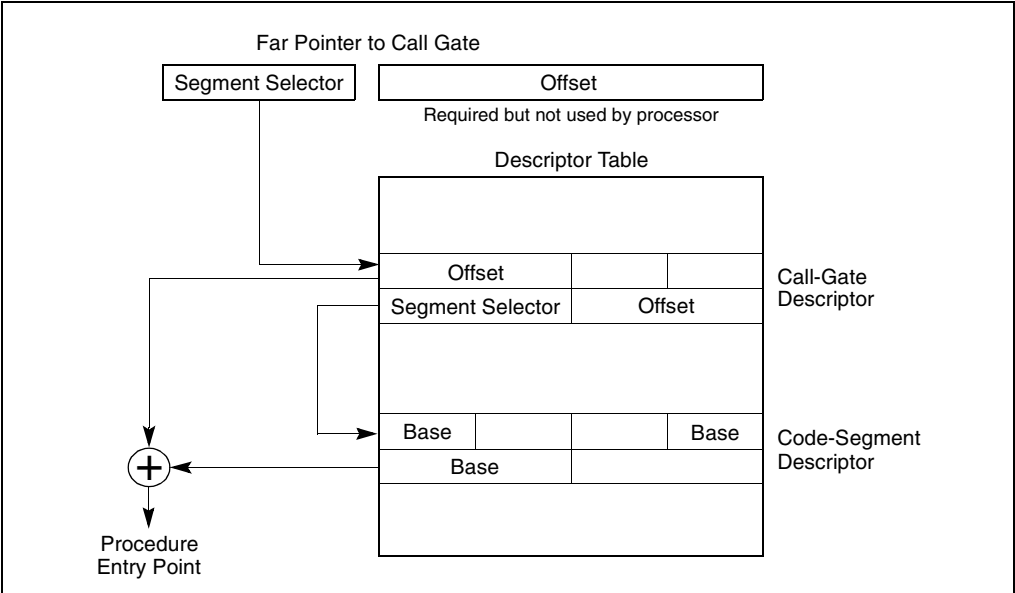 Far Pointer to Call Gate
Segment Selector
Offset
Required but not used by processor
Descriptor Table
Offset
Segment Selector
Offset
Call-Gate
Descriptor
Base
Base
Base
Code-Segment
Descriptor
+
Procedure
Entry Point